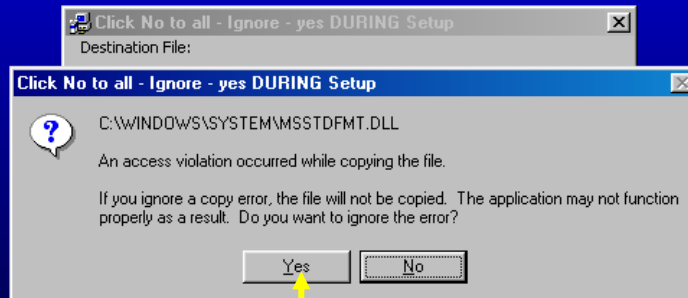 Click No to all - Ignore - yes DURING Setup
Destination File:
Click No to all - Ignore - yes DURING Setup
C:\WINDOWS\SYSTEM\MSSTDFMT.DLL
An access violation occurred while copying the file.
If you ignore a copy error, the file will not be copied. The application may not function
properly as a result. Do you want to ignore the error?
Yes No